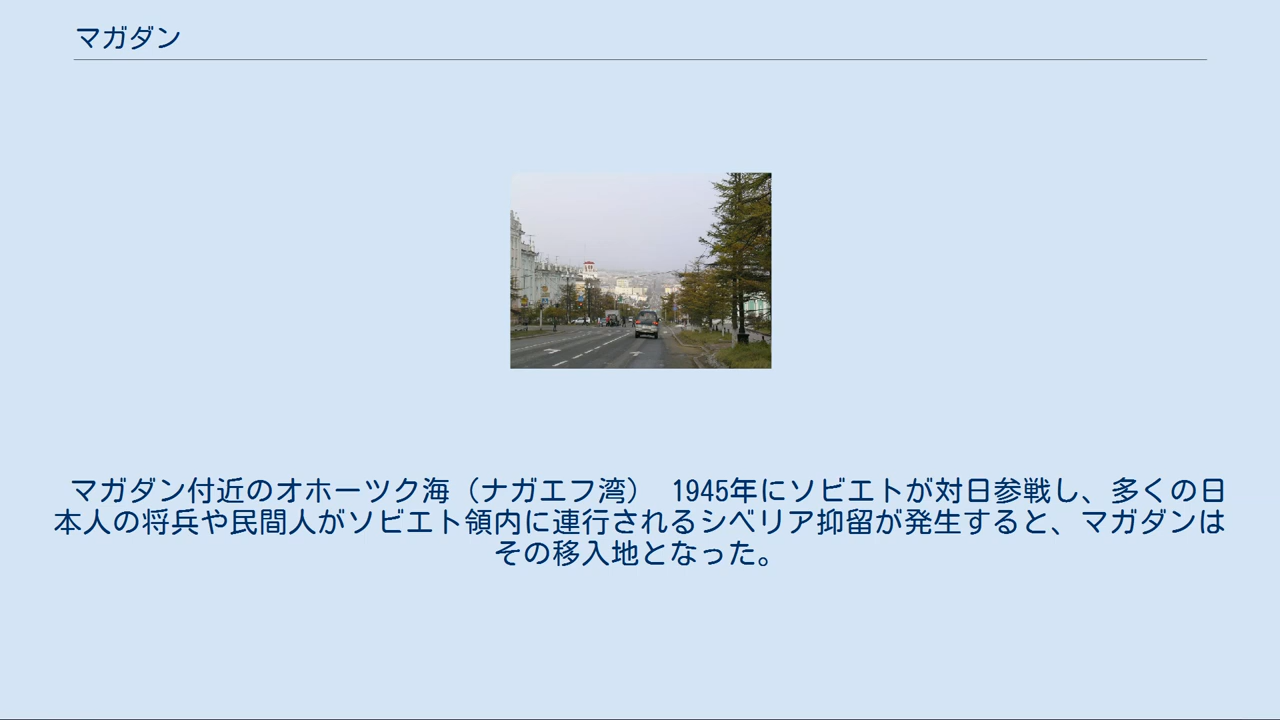 マガダン
マガダン付近のオホーツク海（ナガエフ湾）　1945年にソビエトが対日参戦し、多くの日
本人の将兵や民間人がソビエト領内に連行されるシベリア抑留が発生すると、マガダンは
その移入地となった。